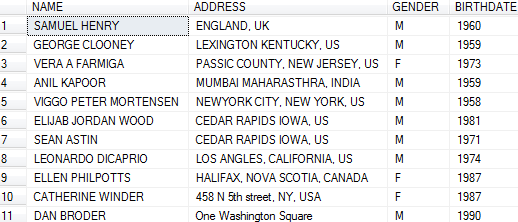 NAME ADDRESS GENDER BIRTHDATE
1 SAMUEL HENRY ENGLAND, UK M 1960
2 GEORGE CLOONEY LEXINGTON KENTUCKY, US M 1959
3 VERA A FARMIGA PASSIC COUNTY, NEW JERSEY, US F 1973
4 ANIL KAPOOR MUMBAI MAHARASTHRA, INDIA M 1959
5 VIGGO PETER MORTENSEN NEWYORK CITY, NEW YORK, US M 1958
6 ELIJAB JORDAN WOOD CEDAR RAPIDS IOWA, US M 1981
7 SEAN ASTIN CEDAR RAPIDS IOWA, US M 1971
8 LEONARDO DICAPRIO LOS ANGLES, CALIFORNIA, US M 1974
9 ELLEN PHILPOTTS HALIFAX, NOVA SCOTIA, CANADA F 1987
10 CATHERINE WINDER 458 N 5th street, NY, USA F 1987
11 DAN BRODER One Washington Square M 1990